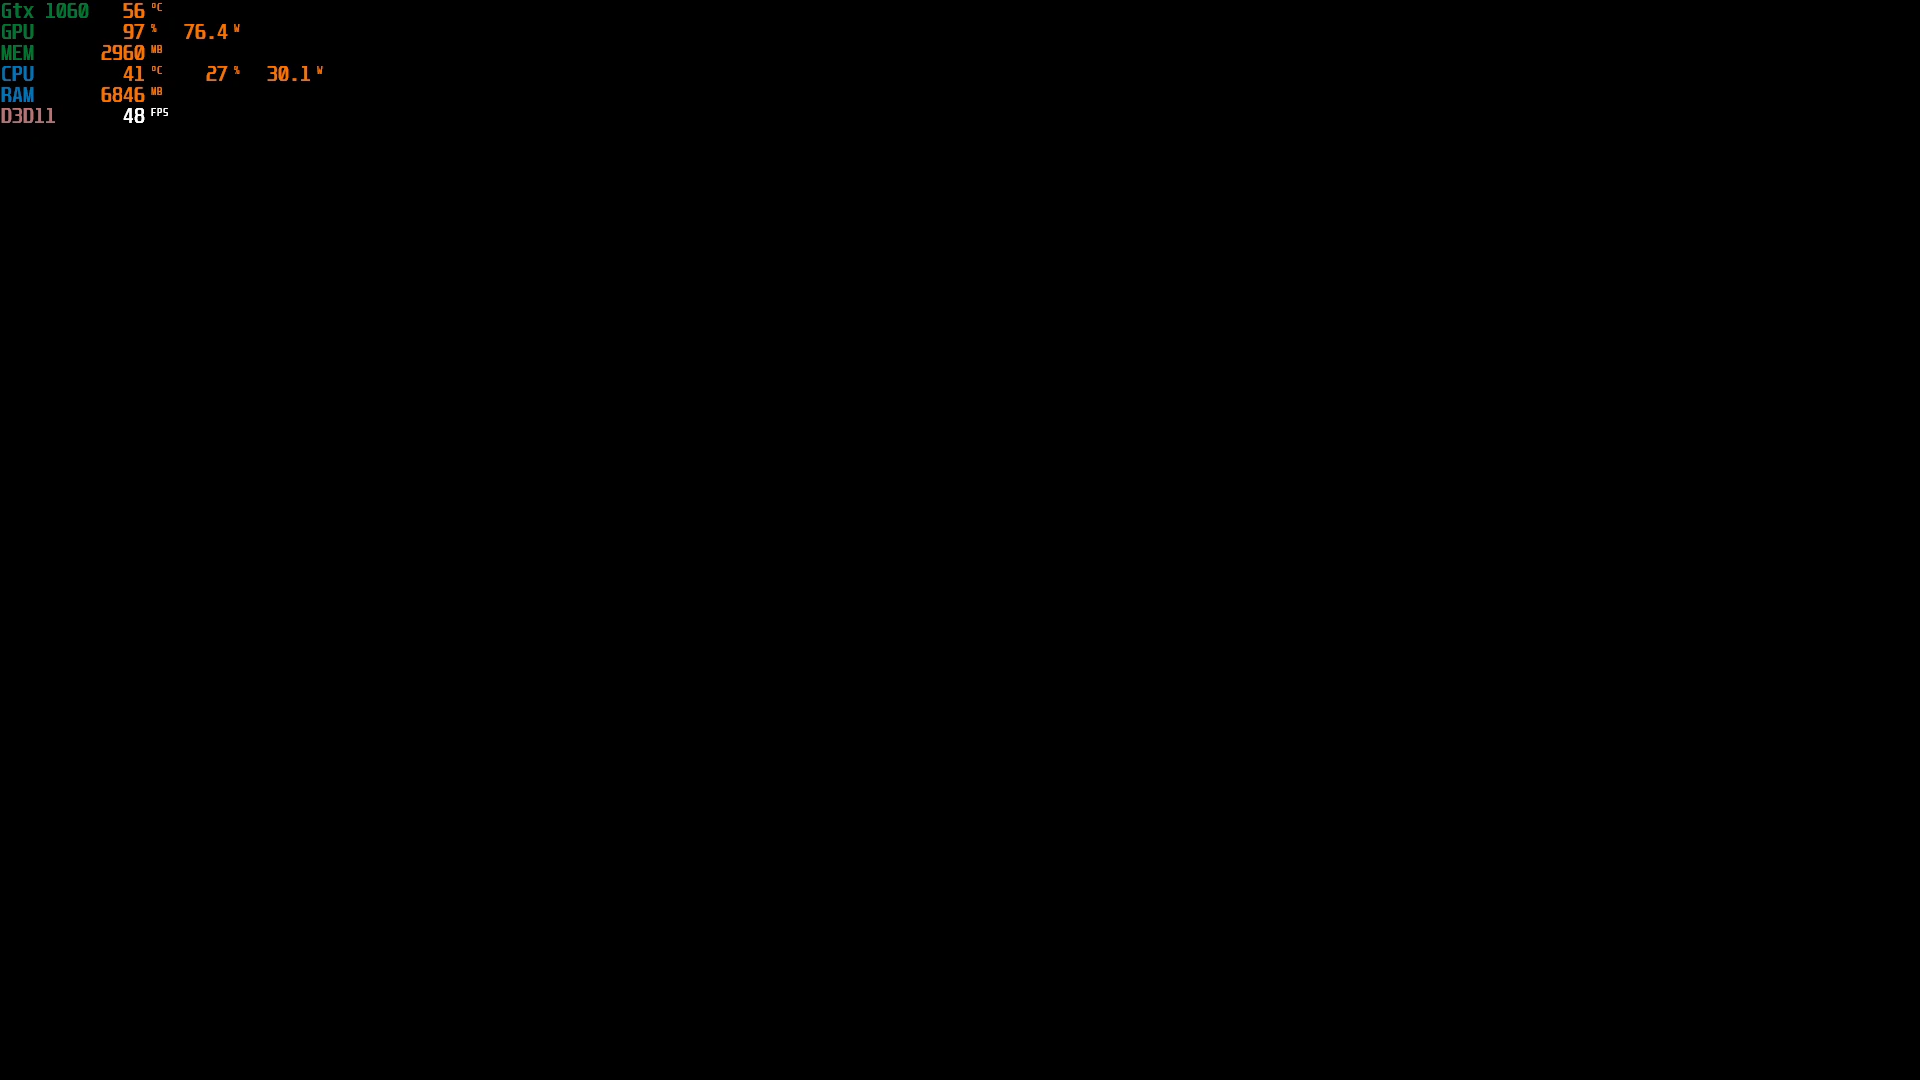 Gtx 1060 56 °C
GPU 97 % 76.4 W
MEM 2960 MB
CPU 41 °C 27 % 30.1 W
RAM 6846 MB
D3D11 48 FPS